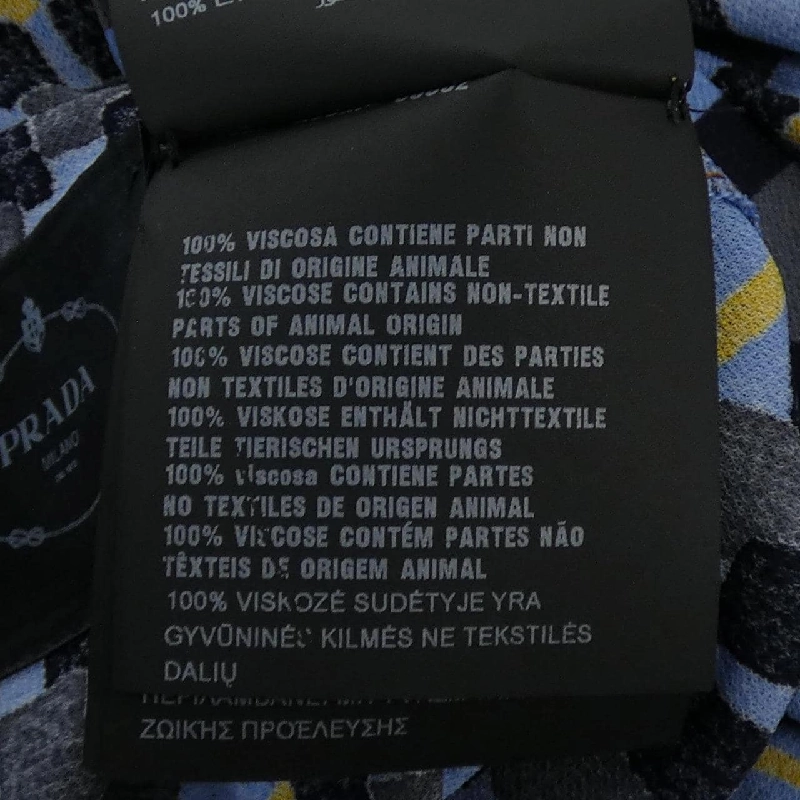 100%
100% VISCOSA CONTIENE PARTI NON
TESSILI DI ORIGINE ANIMALE
100% VISCOSE CONTAINS NON-TEXTILE
PARTS OF ANIMAL ORIGIN
100% VISCOSE CONTIENT DES PARTIES
NON TEXTILES D'ORIGINE ANIMALE
100% VISKOSE ENTHÄLT NICHTTEXTILE
TEILE TIERISCHEN URSPRUNGS
100% viscosa CONTIENE PARTES
NO TEXTILES DE ORIGEN ANIMAL
100% VISCOSE CONTÉM PARTES NÃO
TÊXTEIS DE ORIGEM ANIMAL
100% VISKOZĖ SUDĖTYJE YRA
GYVŪNINĖS KILMĖS NE TEKSTILĖS
DALIŲ
ΖΩΙΚΉΣ ΠΡΟΈΛΕΥΣΗΣ
PRADA
MILANO